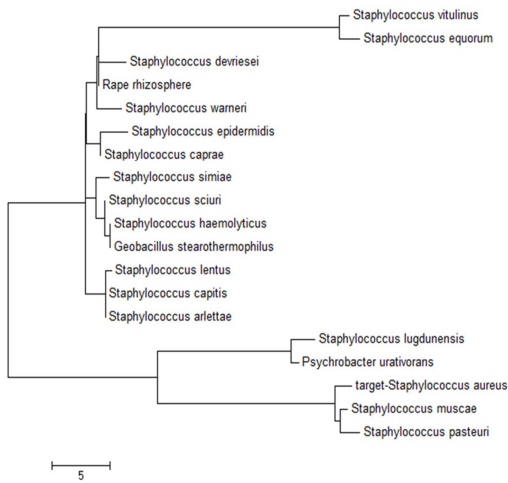 Staphylococcus vitulinus
Staphylococcus equorum
Staphylococcus devriesei
Rape rhizosphere
Staphylococcus warneri
Staphylococcus epidermidis
Staphylococcus caprae
Staphylococcus simiae
Staphylococcus sciuri
Staphylococcus haemolyticus
Geobacillus stearothermophilus
Staphylococcus lentus
Staphylococcus capitis
Staphylococcus arlettae
Staphylococcus lugdunensis
Psychrobacter urativorans
target-Staphylococcus aureus
Staphylococcus muscae
Staphylococcus pasteuri
5